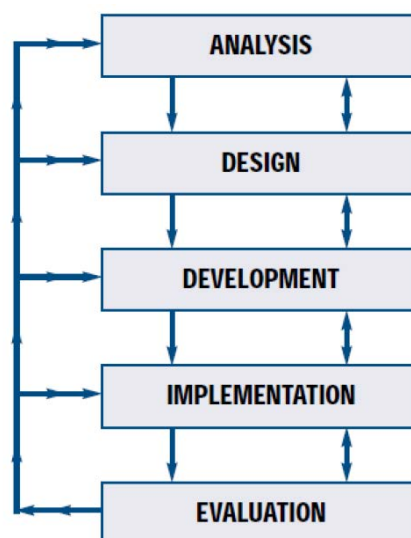 ANALYSIS
DESIGN
DEVELOPMENT
IMPLEMENTATION
EVALUATION